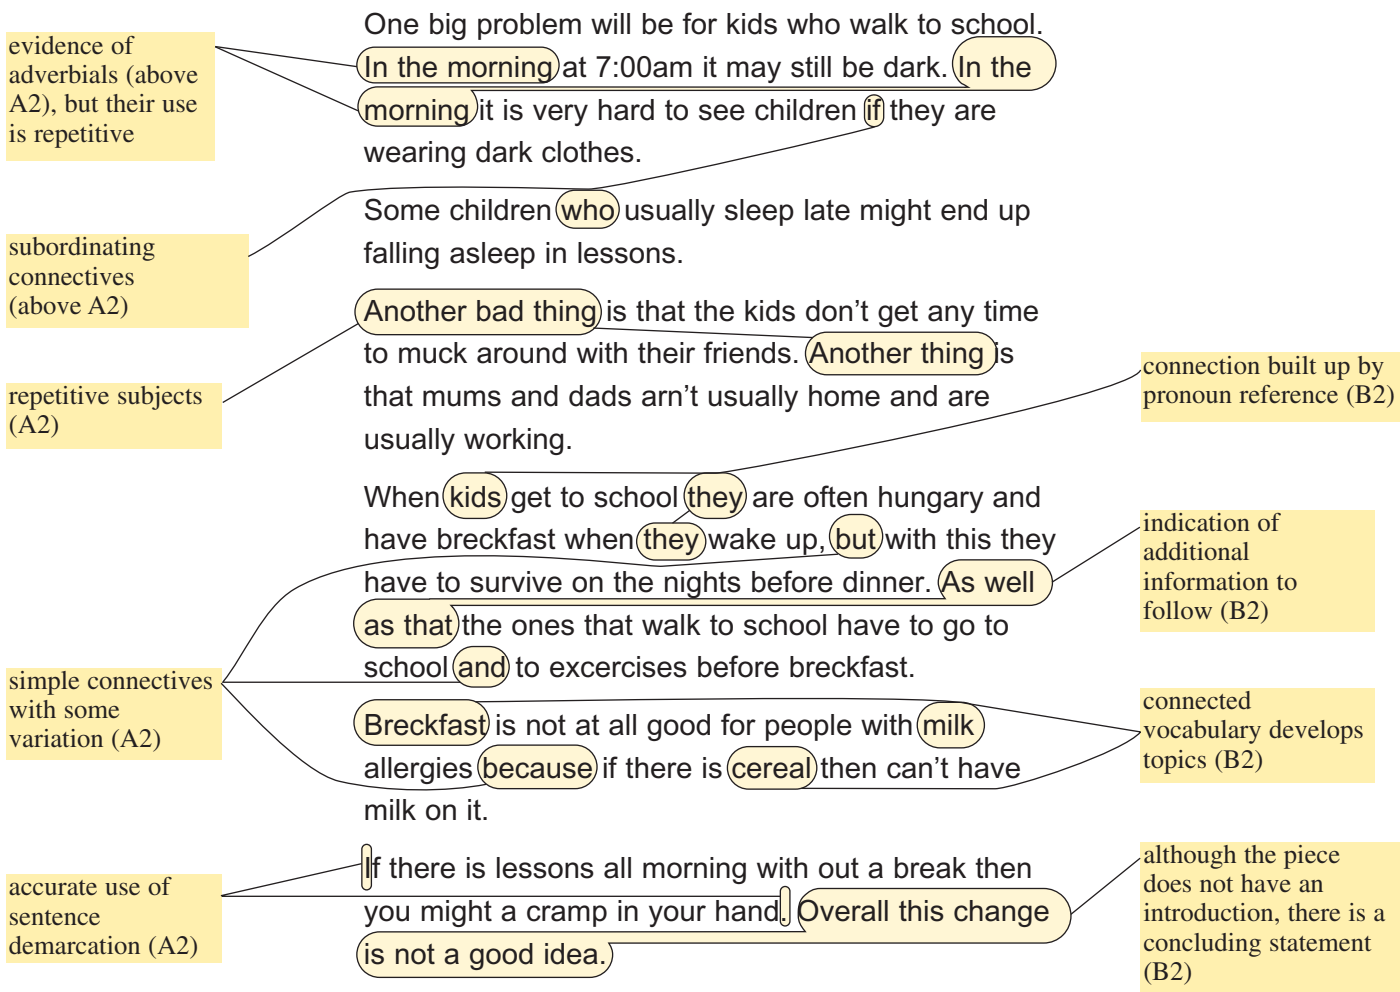 evidence of
adverbials (above
A2), but their use
is repetitive
subordinating
connectives
(above A2)
repetitive subjects
(A2)
simple connectives
with some
variation (A2)
accurate use of
sentence
demarcation (A2)
One big problem will be for kids who walk to school.
In the morning at 7:00am it may still be dark. In the
morning it is very hard to see children if they are
wearing dark clothes.
Some children who usually sleep late might end up
falling asleep in lessons.
Another bad thing is that the kids don’t get any time
to muck around with their friends. Another thing is
that mums and dads arn’t usually home and are
usually working.
When kids get to school they are often hungary and
have breckfast when they wake up, but with this they
have to survive on the nights before dinner. As well
as that the ones that walk to school have to go to
school and to excercises before breckfast.
Breckfast is not at all good for people with milk
allergies because if there is cereal then can't have
milk on it.
If there is lessons all morning with out a break then
you might a cramp in your hand. Overall this change
is not a good idea.
connection built up by
pronoun reference (B2)
indication of
additional
information to
follow (B2)
connected
vocabulary develops
topics (B2)
although the piece
does not have an
introduction, there is a
concluding statement
(B2)